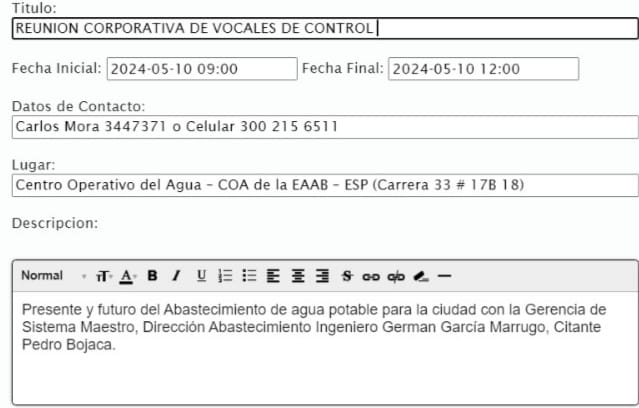 Titulo:
REUNION CORPORATIVA DE VOCALES DE CONTROL
Fecha Inicial: 2024-05-10 09:00 Fecha Final: 2024-05-10 12:00
Datos de Contacto:
Carlos Mora 3447371 o Celular 300 215 6511
Lugar:
Centro Operativo del Agua – COA de la EAAB – ESP (Carrera 33 # 17B 18)
Descripcion:
Normal
Presente y futuro del Abastecimiento de agua potable para la ciudad con la Gerencia de
Sistema Maestro, Dirección Abastecimiento Ingeniero German García Marrugo, Citante
Pedro Bojaca.